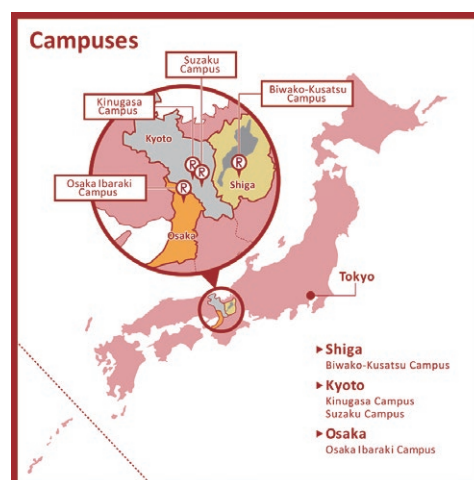 Campuses
Suzaku
Campus
Kinugasa
Campus
Biwako-Kusatsu
Campus
Kyoto
R
R
R
Osaka Ibaraki
Campus
R
Shiga
Osaka
Tokyo
▸Shiga
Biwako-Kusatsu Campus
▸Kyoto
Kinugasa Campus
Suzaku Campus
▸Osaka
Osaka Ibaraki Campus